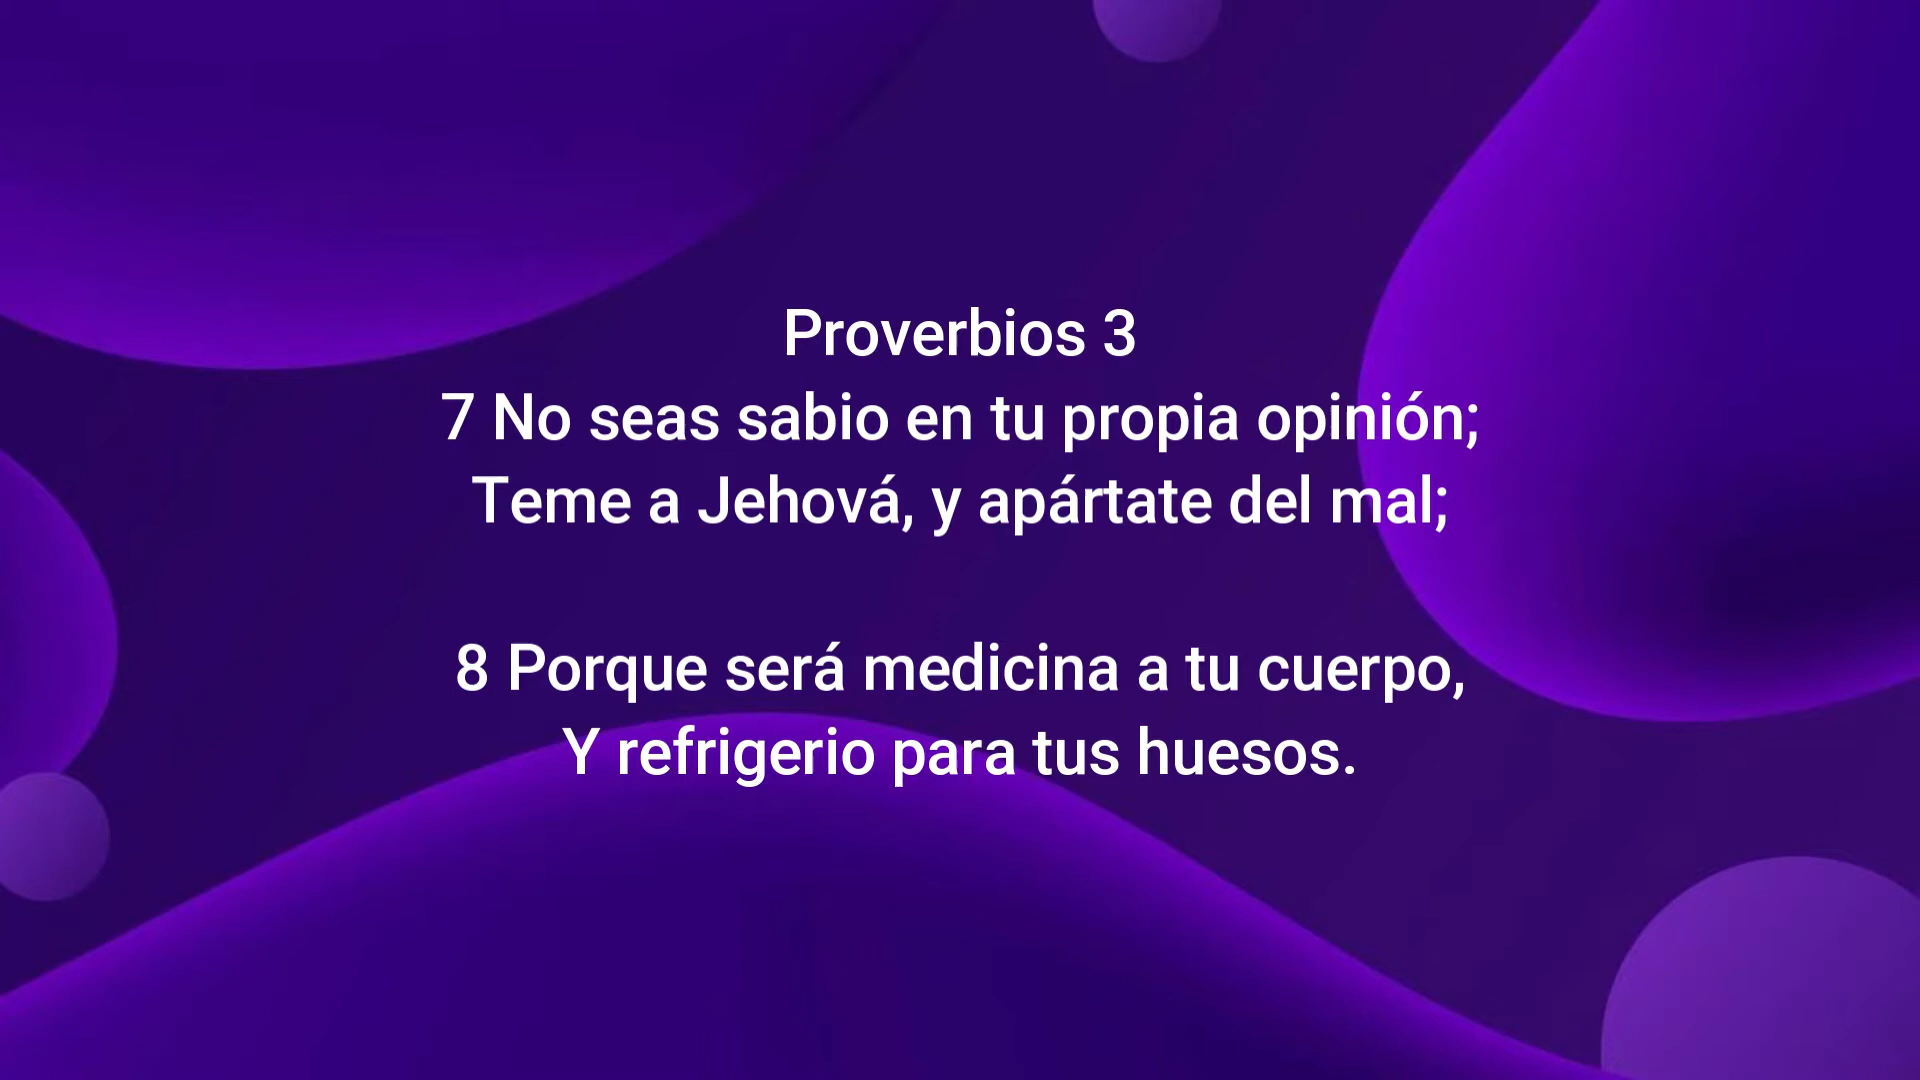 Proverbios 3
7 No seas sabio en tu propia opinión;
Teme a Jehová, y apártate del mal;
8 Porque será medicina a tu cuerpo,
Y refrigerio para tus huesos.